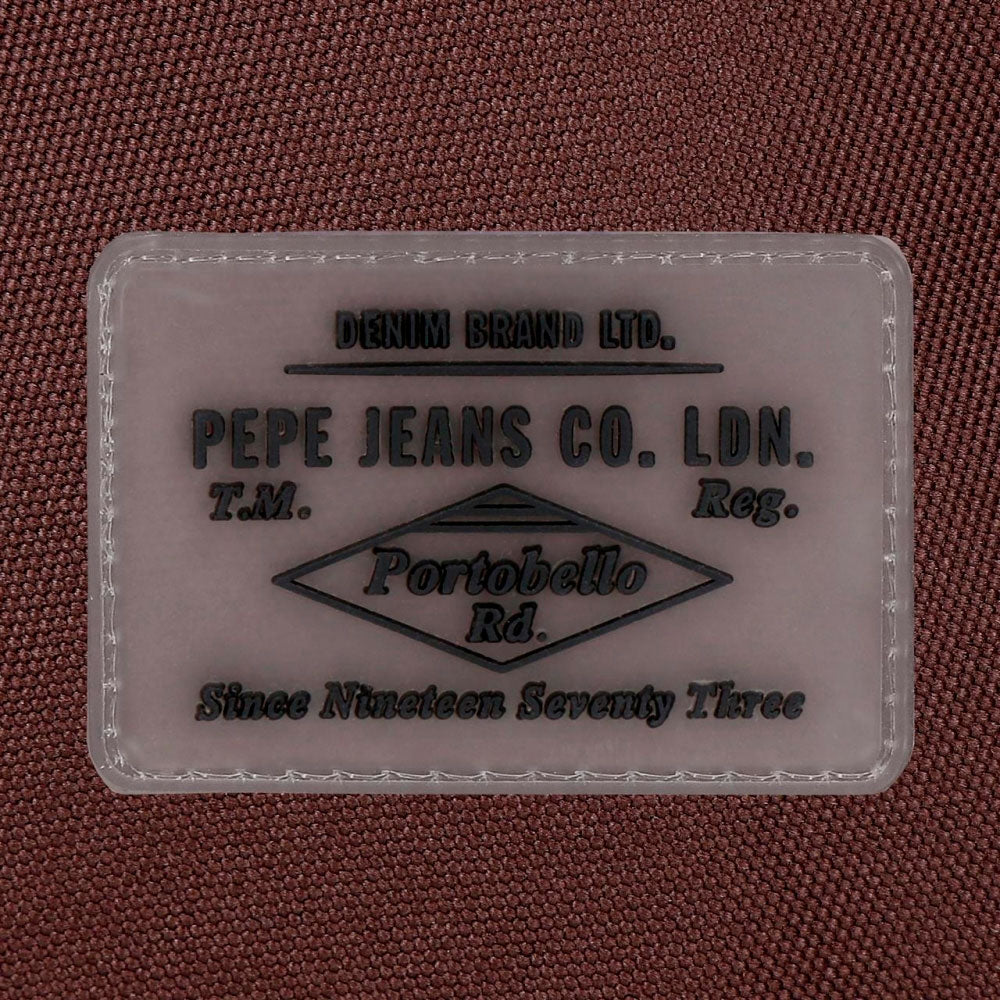 DENIM BRAND LTD.
PEPE JEANS CO. LDN.
T.M. Reg.
Portobello
Rd.
Since Nineteen Seventy Three